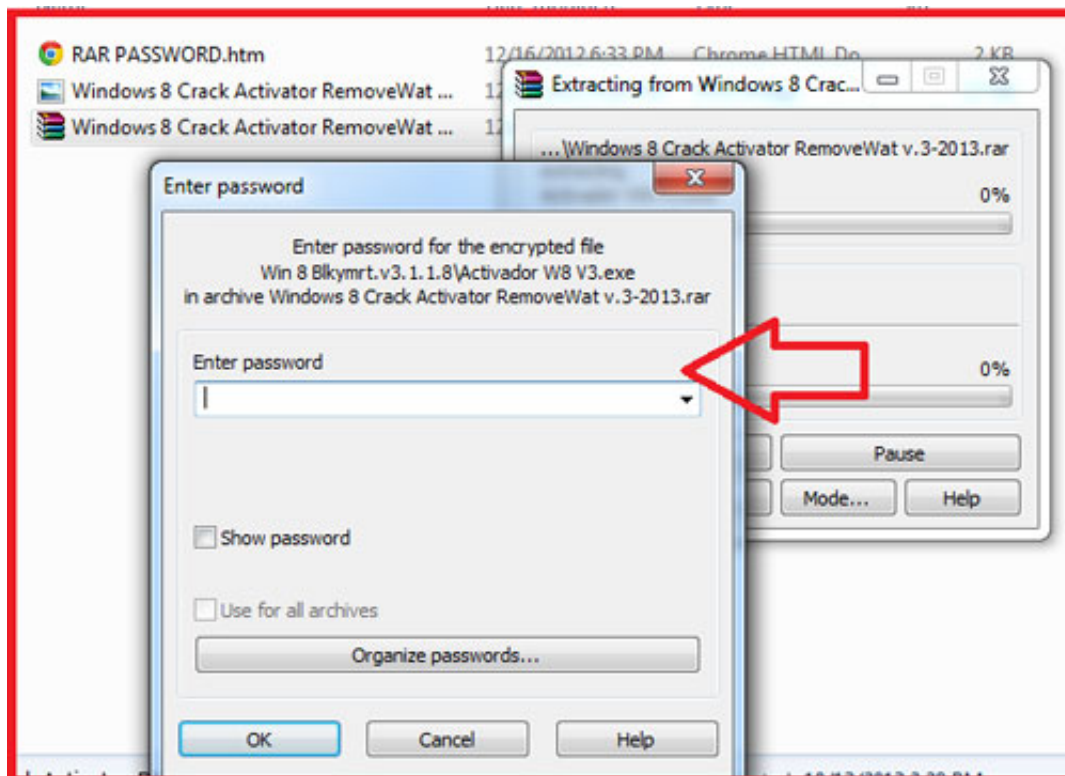 RAR PASSWORD.htm 12/16/2012 6:33 PM Chrome HTML Do... 2 KB
Windows 8 Crack Activator RemoveWat ...
Windows 8 Crack Activator RemoveWat ...
Extracting from Windows 8 Crac...
...\Windows 8 Crack Activator RemoveWat v.3-2013.rar
0%
0%
Pause
Mode...
Help
Enter password
Enter password for the encrypted file
Win 8 Blkymrt.v3.1.1.8\Activador W8 V3.exe
in archive Windows 8 Crack Activator RemoveWat v.3-2013.rar
Enter password
Show password
Use for all archives
Organize passwords...
OK
Cancel
Help